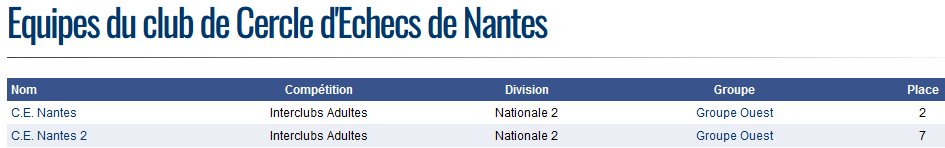 Equipes du club de Cercle d'Echecs de Nantes
Nom Compétition Division Groupe Place
C.E. Nantes Interclubs Adultes Nationale 2 Groupe Ouest 2
C.E. Nantes 2 Interclubs Adultes Nationale 2 Groupe Ouest 7